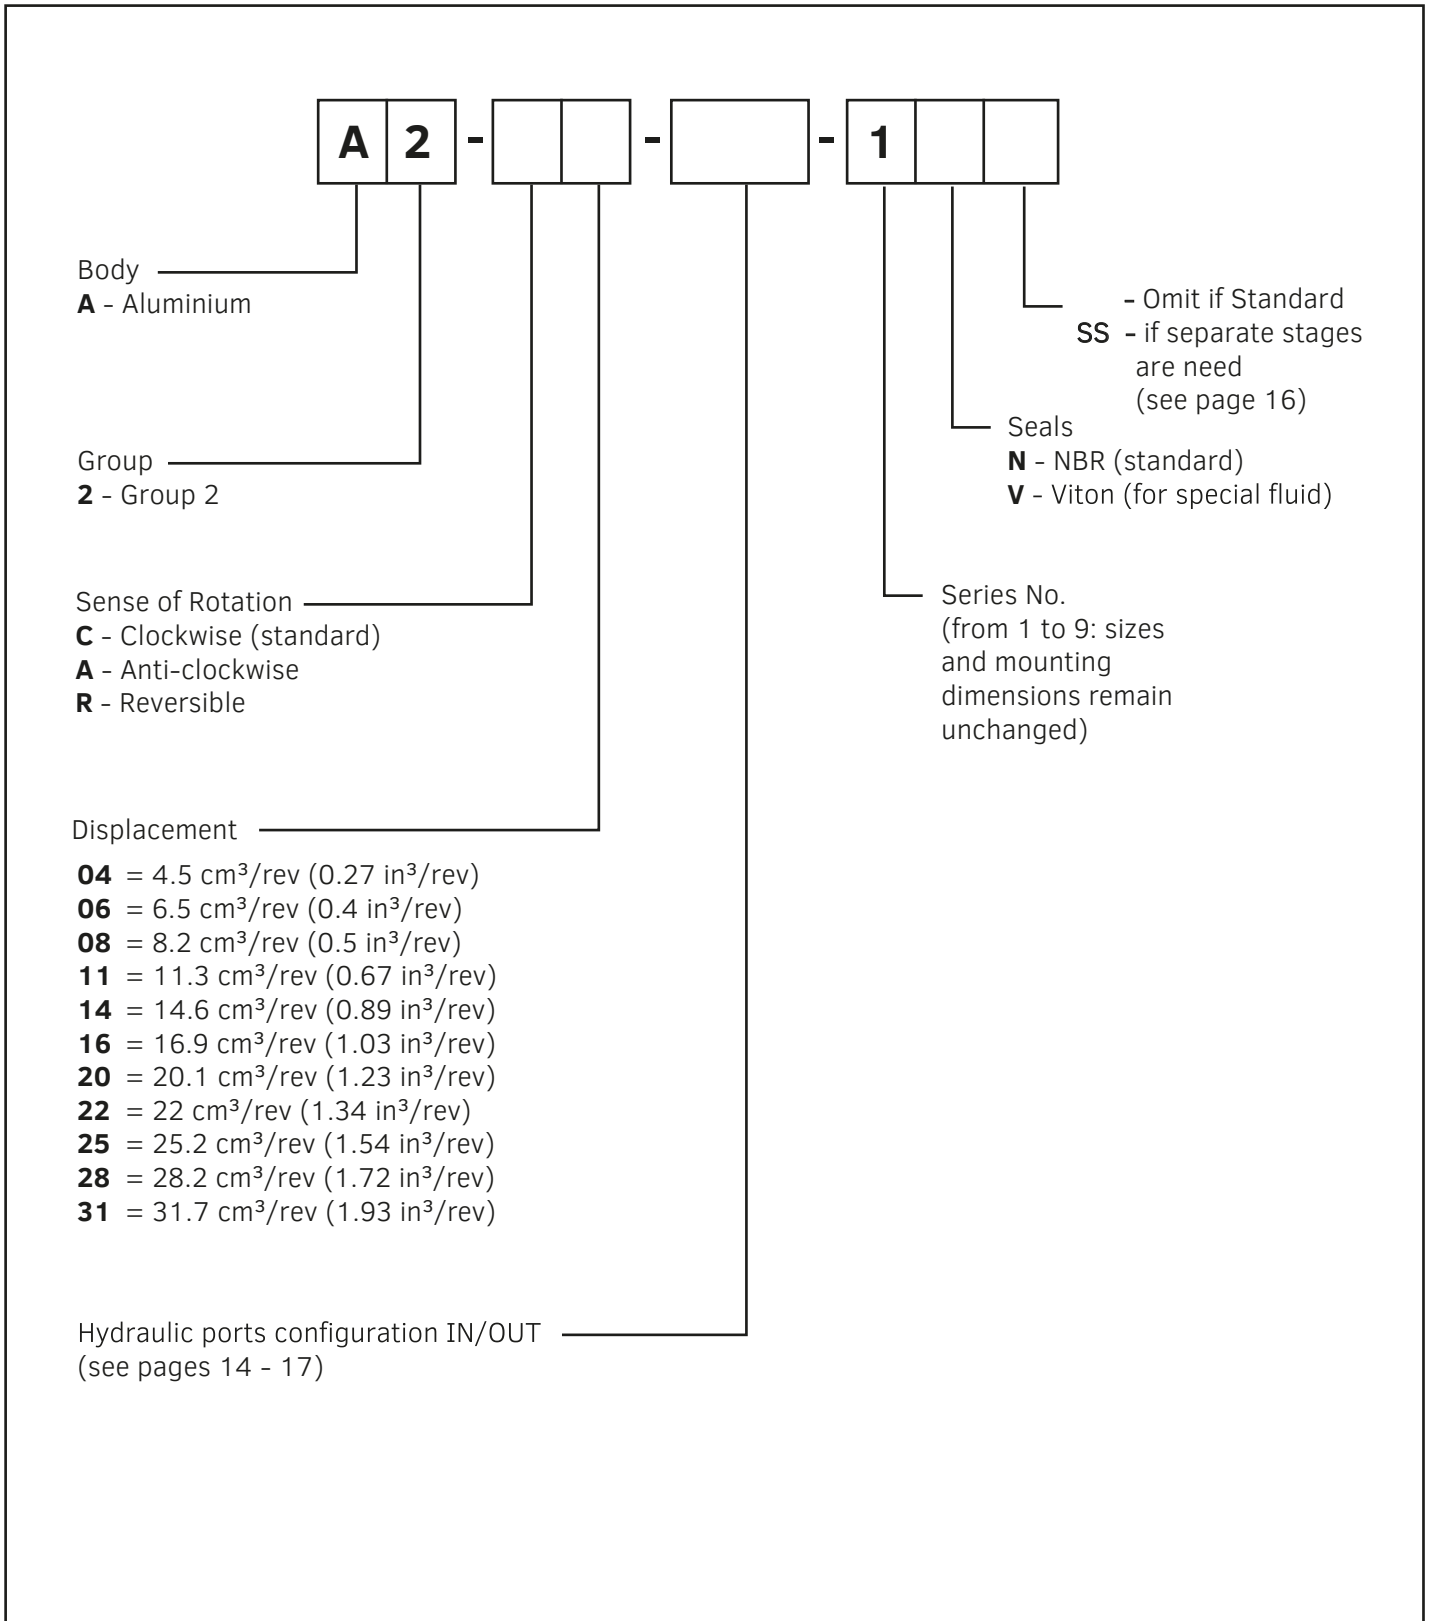 A 2 - - - 1
Body
A - Aluminium
Group
2 - Group 2
Sense of Rotation
C - Clockwise (standard)
A - Anti-clockwise
R - Reversible
Displacement
04 = 4.5 cm³/rev (0.27 in³/rev)
06 = 6.5 cm³/rev (0.4 in³/rev)
08 = 8.2 cm³/rev (0.5 in³/rev)
11 = 11.3 cm³/rev (0.67 in³/rev)
14 = 14.6 cm³/rev (0.89 in³/rev)
16 = 16.9 cm³/rev (1.03 in³/rev)
20 = 20.1 cm³/rev (1.23 in³/rev)
22 = 22 cm³/rev (1.34 in³/rev)
25 = 25.2 cm³/rev (1.54 in³/rev)
28 = 28.2 cm³/rev (1.72 in³/rev)
31 = 31.7 cm³/rev (1.93 in³/rev)
Hydraulic ports configuration IN/OUT
(see pages 14 - 17)
- Omit if Standard
SS - if separate stages
are need
(see page 16)
Seals
N - NBR (standard)
V - Viton (for special fluid)
Series No.
(from 1 to 9: sizes
and mounting
dimensions remain
unchanged)